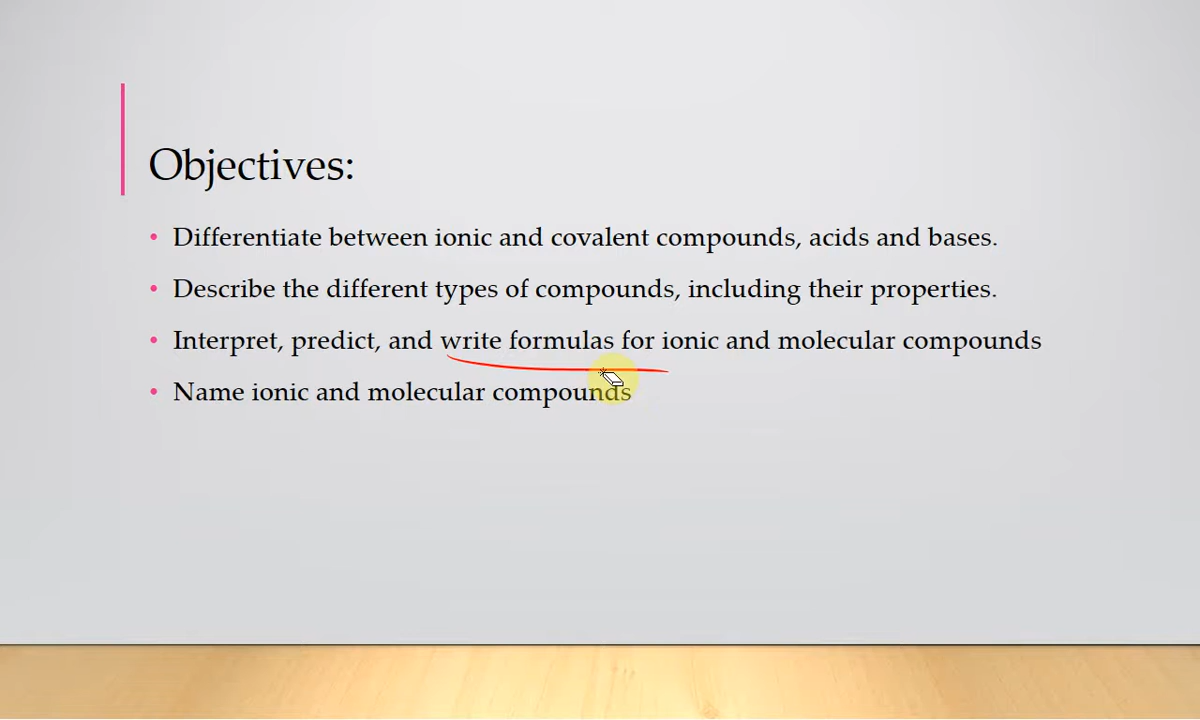 Objectives:
• Differentiate between ionic and covalent compounds, acids and bases.
• Describe the different types of compounds, including their properties.
• Interpret, predict, and write formulas for ionic and molecular compounds
• Name ionic and molecular compounds